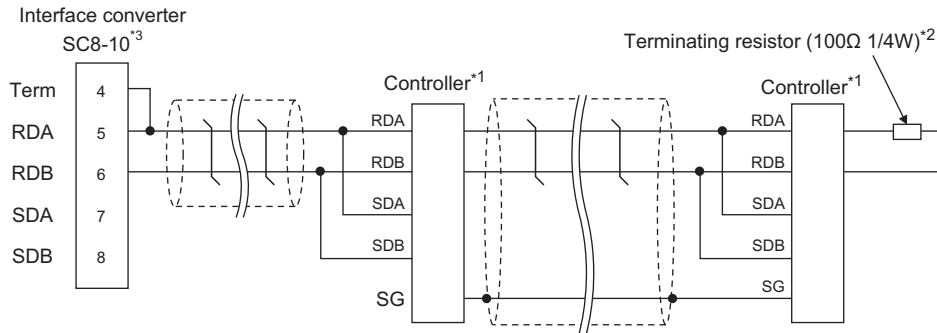 Interface converter
SC8-10*3
Terminating resistor (100Ω 1/4W)*2
Controller*1
Controller*1
Term 4
RDA 5 RDA RDA
RDB 6 RDB RDB
SDA 7 SDA SDA
SDB 8 SDB SDB
SG SG